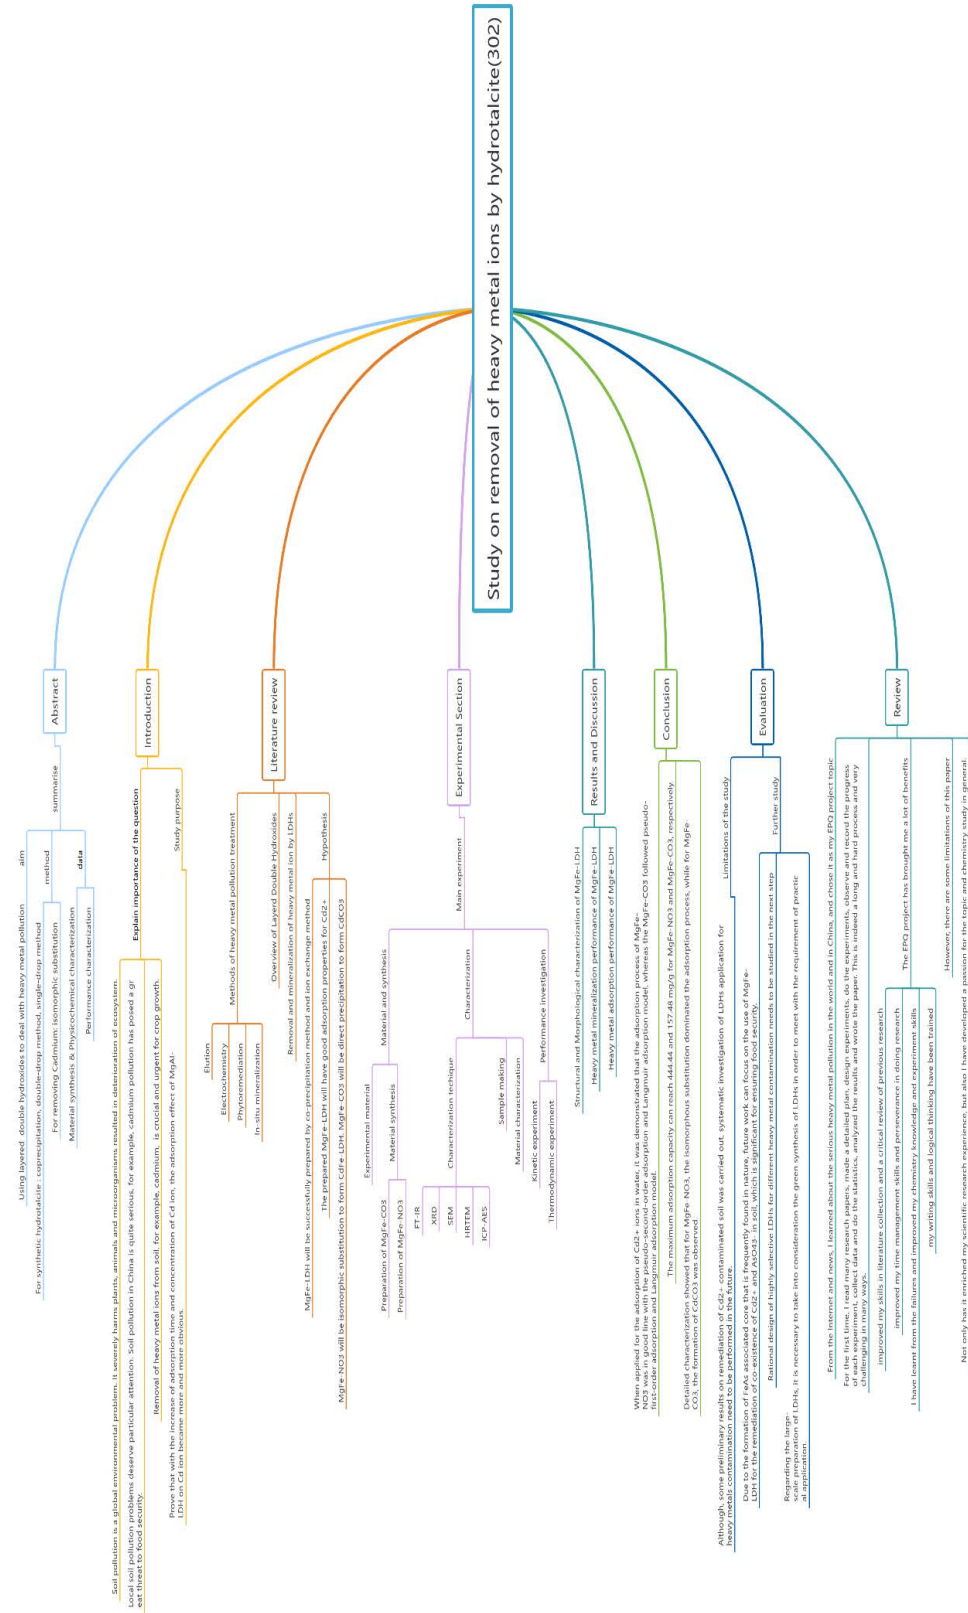 Study on removal of heavy metal ions by hydrotalcite(302)
Abstract
summarise
aim
Using layered double hydroxides to deal with heavy metal pollution
method
For synthetic hydrotalcite : coprecipitation, double-drop method, single-drop method
For removing Cadmium: isomorphic substitution
data
Material synthesis & Physicochemical characterization
Performance characterization
Introduction
Explain importance of the question
Soil pollution is a global environmental problem. It severely harms plants, animals and microorganisms resulted in deterioration of ecosystem.
Local soil pollution problems deserve particular attention. Soil pollution in China is quite serious, for example, cadmium pollution has posed a gr
eat threat to food security.
Removal of heavy metal ions from soil, for example, cadmium, is crucial and urgent for crop growth.
Study purpose
Prove that with the increase of adsorption time and concentration of Cd ion, the adsorption effect of MgAl-
LDH on Cd ion became more and more obvious.
Literature review
Methods of heavy metal pollution treatment
Elution
Electrochemistry
Phytoremediation
In-situ mineralization
Overview of Layerd Double Hydroxides
Removal and mineralization of heavy metal ion by LDHs
Hypothesis
MgFe-LDH will be successfully prepared by co-precipitation method and ion exchange method
The prepared MgFe-LDH will have good adsorption properties for Cd2+
MgFe-NO3 will be isomorphic substitution to form CdFe-LDH, MgFe-CO3 will be direct precipitation to form CdCO3
Experimental Section
Main experiment
Material and synthesis
Experimental material
Material synthesis
Preparation of MgFe-CO3
Preparation of MgFe-NO3
Characterization
Characterization techique
FT-IR
XRD
SEM
HRTEM
ICP-AES
Sample making
Material characterization
Performance investigation
Kinetic experiment
Thermodynamic experiment
Results and Discussion
Structural and Morphological characterization of MgFe-LDH
Heavy metal mineralization performance of MgFe-LDH
Heavy metal adsorption performance of MgFe-LDH
Conclusion
When applied for the adsorption of Cd2+ ions in water, it was demonstrated that the adsorption process of MgFe-
NO3 was in good line with the pseudo-second-order adsorption and Langmuir adsorption model, whereas the MgFe-CO3 followed pseudo-
first-order adsorption and Langmuir adsorption model.
The maximum adsorption capacity can reach 444.44 and 157.48 mg/g for MgFe-NO3 and MgFe-CO3, respectively.
Detailed characterization showed that for MgFe-NO3, the isomorphous substitution dominated the adsorption process, while for MgFe-
CO3, the formation of CdCO3 was observed.
Evaluation
Limitations of the study
Although, some preliminary results on remediation of Cd2+ contaminated soil was carried out, systematic investigation of LDHs application for
heavy metals contamination need to be performed in the future.
Further study
Due to the formation of FeAs associated core that is frequently found in nature, future work can focus on the use of MgFe-
LDH for the remediation of co-existence of Cd2+ and AsO43- in soil, which is significant for ensuring food security.
Rational design of highly selective LDHs for different heavy metal contamination needs to be studied in the next step
Regarding the large-
scale preparation of LDHs, it is necessary to take into consideration the green synthesis of LDHs in order to meet with the requirement of practic
al application.
Review
From the Internet and news, I learned about the serious heavy metal pollution in the world and in China, and chose it as my EPQ project topic
For the first time, I read many research papers, made a detailed plan, design experiments, do the experiments, observe and record the progress
of each experiment, collect data and do the statistics, analyzed the results and wrote the paper. This is indeed a long and hard process and very
challenging in many ways.
The EPQ project has brought me a lot of benefits
improved my skills in literature collection and a critical review of previous research
improved my time management skills and perseverance in doing research
I have learnt from the failures and improved my chemistry knowledge and experiment skills
my writing skills and logical thinking have been trained
However, there are some limitations of this paper
Not only has it enriched my scientific research experience, but also I have developed a passion for the topic and chemistry study in general.